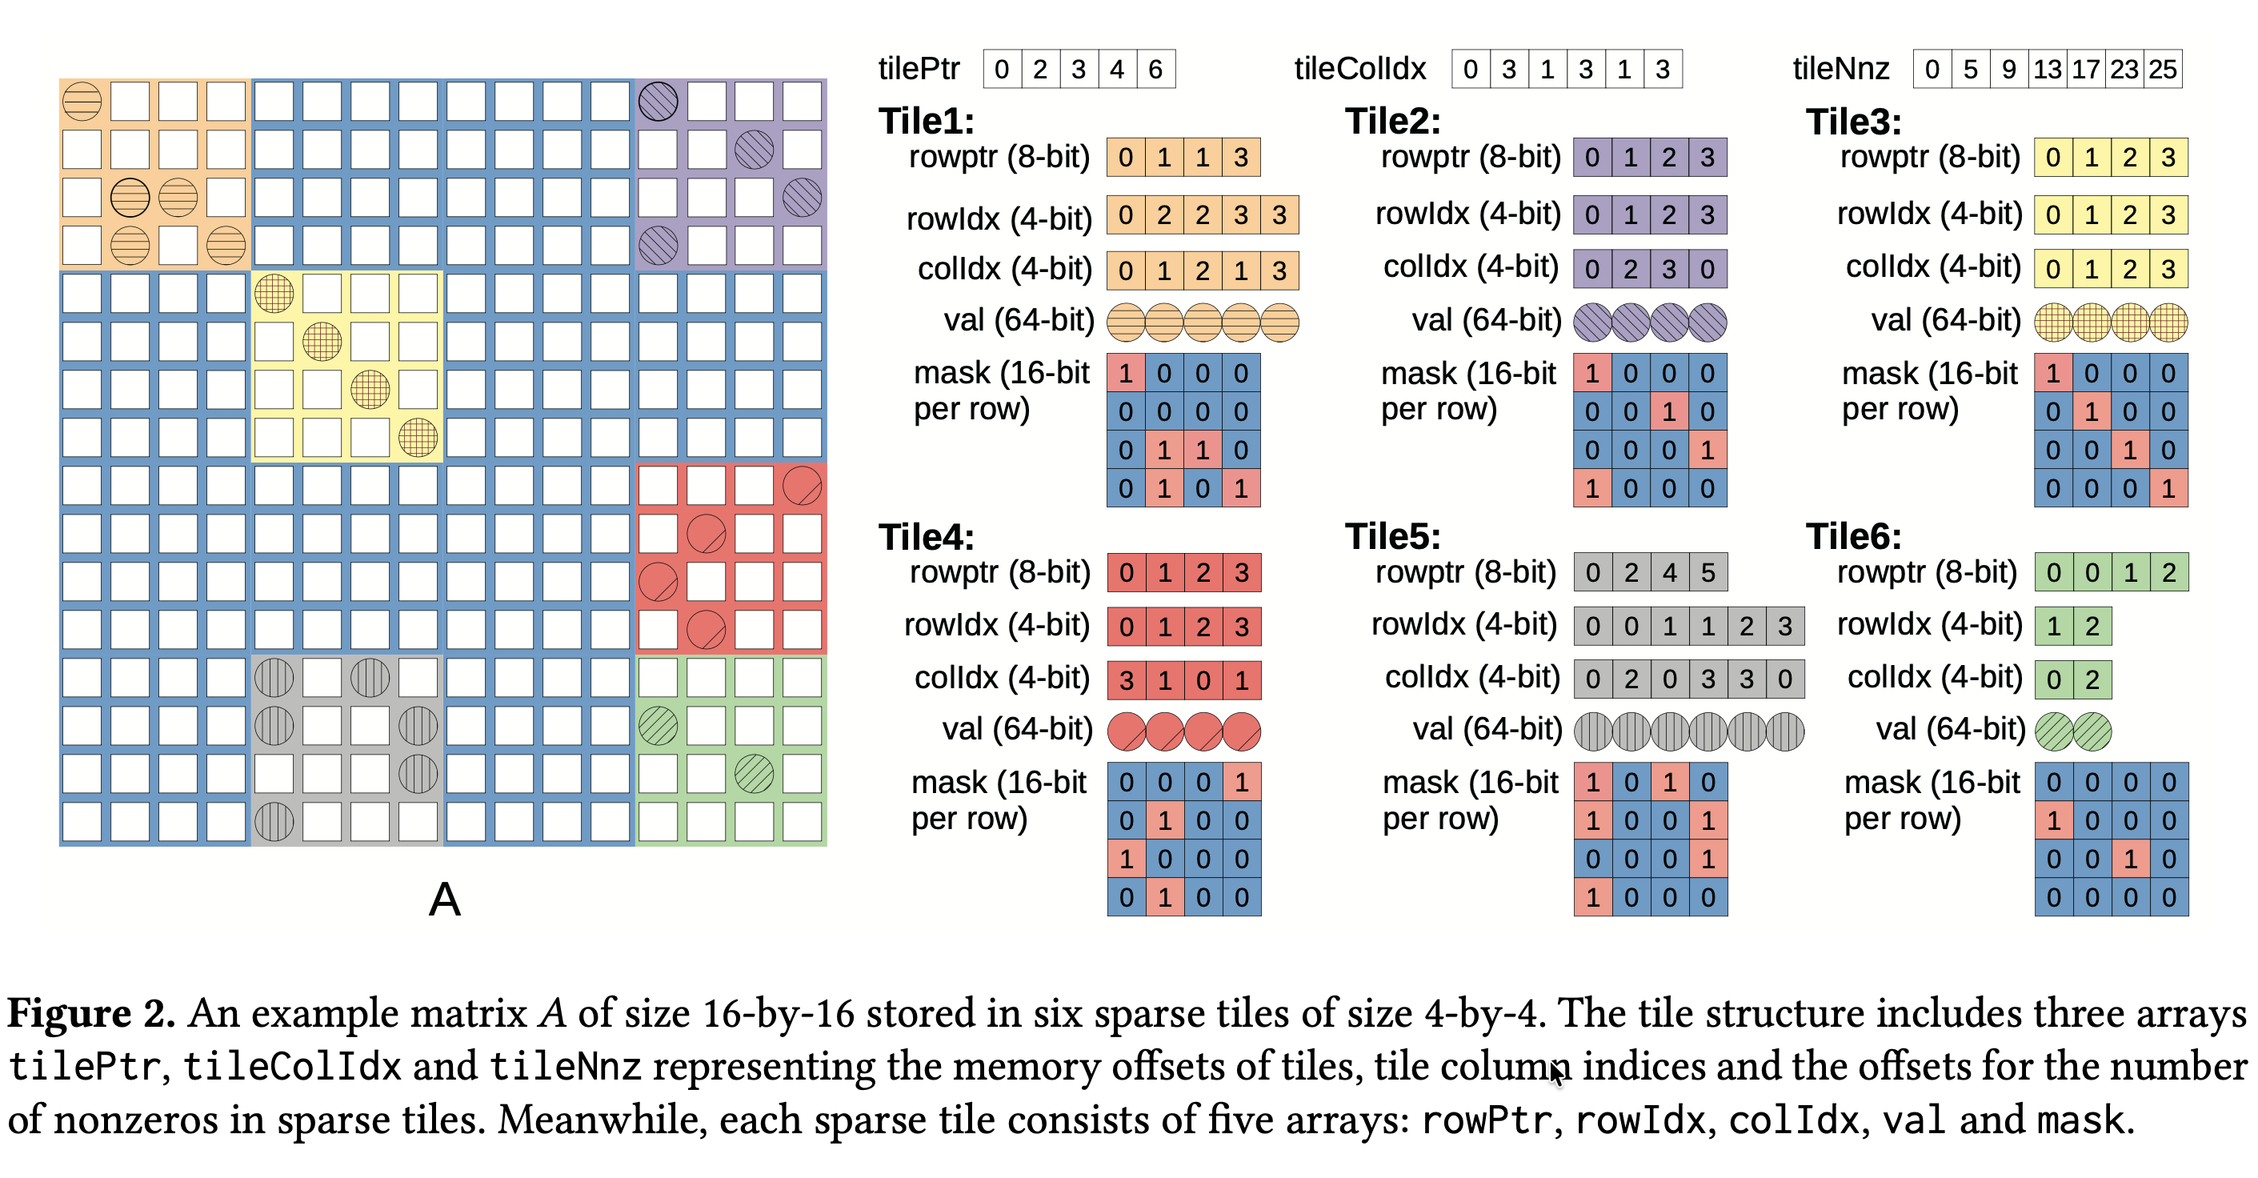 tilePtr 0 2 3 4 6 tileColIdx 0 3 1 3 1 3 tileNnz 0 5 9 13 17 23 25
Tile1:
rowptr (8-bit) 0 1 1 3
rowIdx (4-bit) 0 2 2 3 3
colIdx (4-bit) 0 1 2 1 3
val (64-bit)
mask (16-bit
per row)
1 0 0 0
0 0 0 0
0 1 1 0
0 1 0 1
Tile2:
rowptr (8-bit) 0 1 2 3
rowIdx (4-bit) 0 1 2 3
colIdx (4-bit) 0 2 3 0
val (64-bit)
mask (16-bit
per row)
1 0 0 0
0 0 1 0
0 0 0 1
1 0 0 0
Tile3:
rowptr (8-bit) 0 1 2 3
rowIdx (4-bit) 0 1 2 3
colIdx (4-bit) 0 1 2 3
val (64-bit)
mask (16-bit
per row)
1 0 0 0
0 1 0 0
0 0 1 0
0 0 0 1
Tile4:
rowptr (8-bit) 0 1 2 3
rowIdx (4-bit) 0 1 2 3
colIdx (4-bit) 3 1 0 1
val (64-bit)
mask (16-bit
per row)
0 0 0 1
0 1 0 0
1 0 0 0
0 1 0 0
Tile5:
rowptr (8-bit) 0 2 4 5
rowIdx (4-bit) 0 0 1 1 2 3
colIdx (4-bit) 0 2 0 3 3 0
val (64-bit)
mask (16-bit
per row)
1 0 1 0
1 0 0 1
0 0 0 1
1 0 0 0
Tile6:
rowptr (8-bit) 0 0 1 2
rowIdx (4-bit) 1 2
colIdx (4-bit) 0 2
val (64-bit)
mask (16-bit
per row)
0 0 0 0
1 0 0 0
0 0 1 0
0 0 0 0
A
Figure 2. An example matrix A of size 16-by-16 stored in six sparse tiles of size 4-by-4. The tile structure includes three arrays
tilePtr, tileColIdx and tileNnz representing the memory offsets of tiles, tile column indices and the offsets for the number
of nonzeros in sparse tiles. Meanwhile, each sparse tile consists of five arrays: rowPtr, rowIdx, colIdx, val and mask.